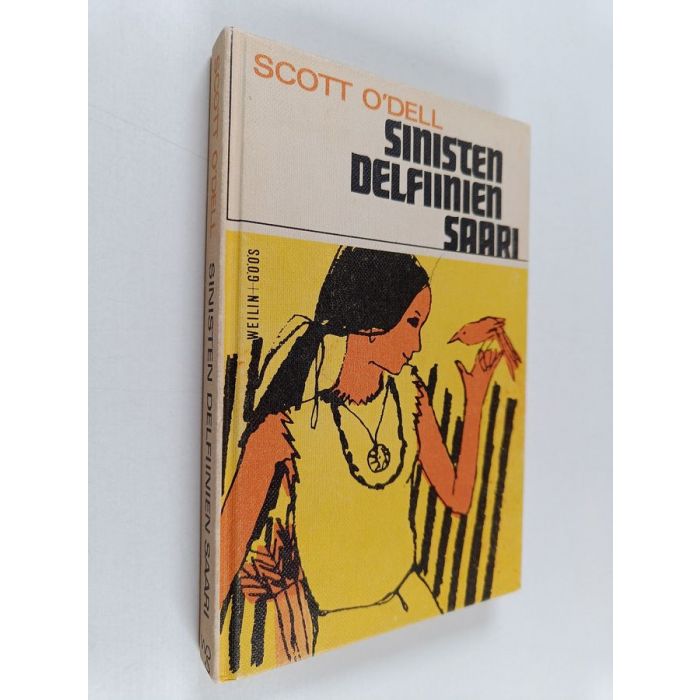 SCOTT O'DELL
SINISTEN
DELFIINIEN
SAARI
WEILIN+GÖÖS
SCOTT O'DELL SINISTEN DELFIINIEN SAARI